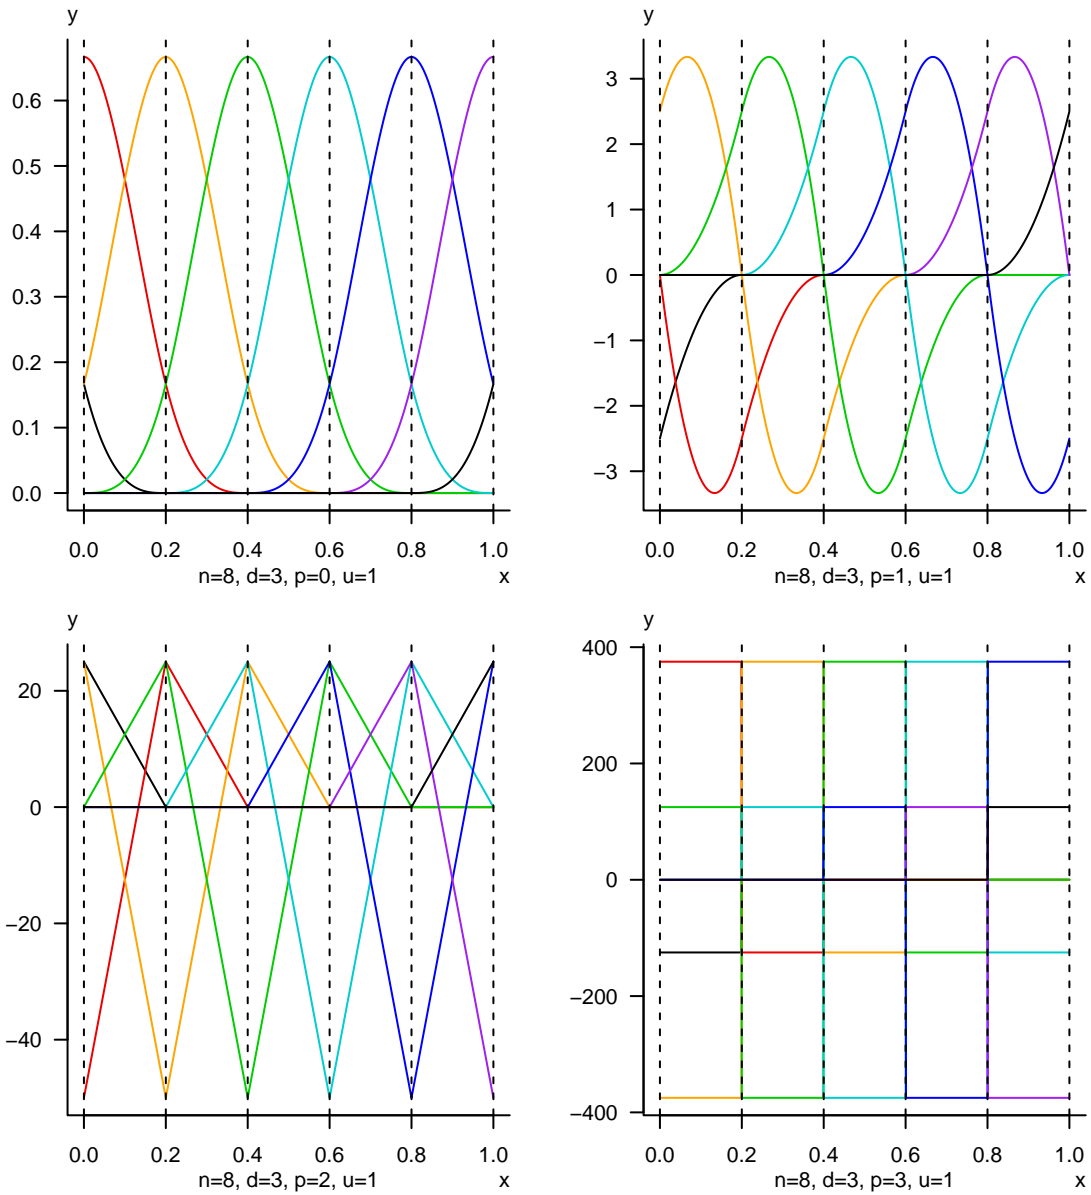 y
0.6
0.5
0.4
0.3
0.2
0.1
0.0
0.0 0.2 0.4 0.6 0.8 1.0
n=8, d=3, p=0, u=1 x
y
3
2
1
0
−1
−2
−3
0.0 0.2 0.4 0.6 0.8 1.0
n=8, d=3, p=1, u=1 x
y
20
0
−20
−40
0.0 0.2 0.4 0.6 0.8 1.0
n=8, d=3, p=2, u=1 x
y
400
200
0
−200
−400
0.0 0.2 0.4 0.6 0.8 1.0
n=8, d=3, p=3, u=1 x